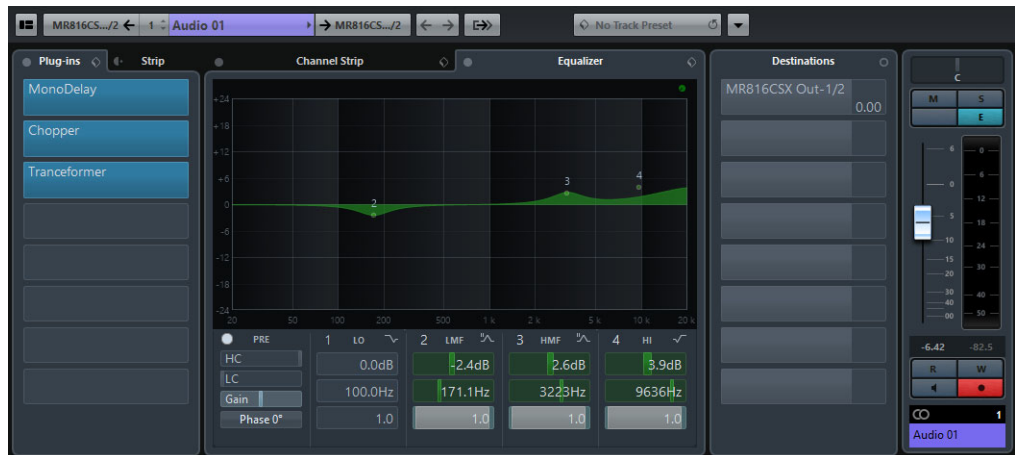 MR816CS.../2 1 Audio 01 MR816CS.../2 No Track Preset
Plug-ins Strip Channel Strip Equalizer Destinations
MonoDelay
Chopper
Tranceformer
+24
+18
+12
+6
0
-6
-12
-18
-24
2 3 4
20 50 100 200 500 1 k 2 k 5 k 10 k 20 k
PRE 1 LO 2 LMF 3 HMF 4 HI
HC 0.0dB -2.4dB 2.6dB 3.9dB
LC
Gain 100.0Hz 171.1Hz 3223Hz 9636Hz
Phase 0° 1.0 1.0 1.0 1.0
MR816CSX Out-1/2
0.00
C
M S
E
6 0
0 6
5 12
10 18
15 24
20 30
30 40
40 50
00
-6.42 -82.5
R W
1
Audio 01